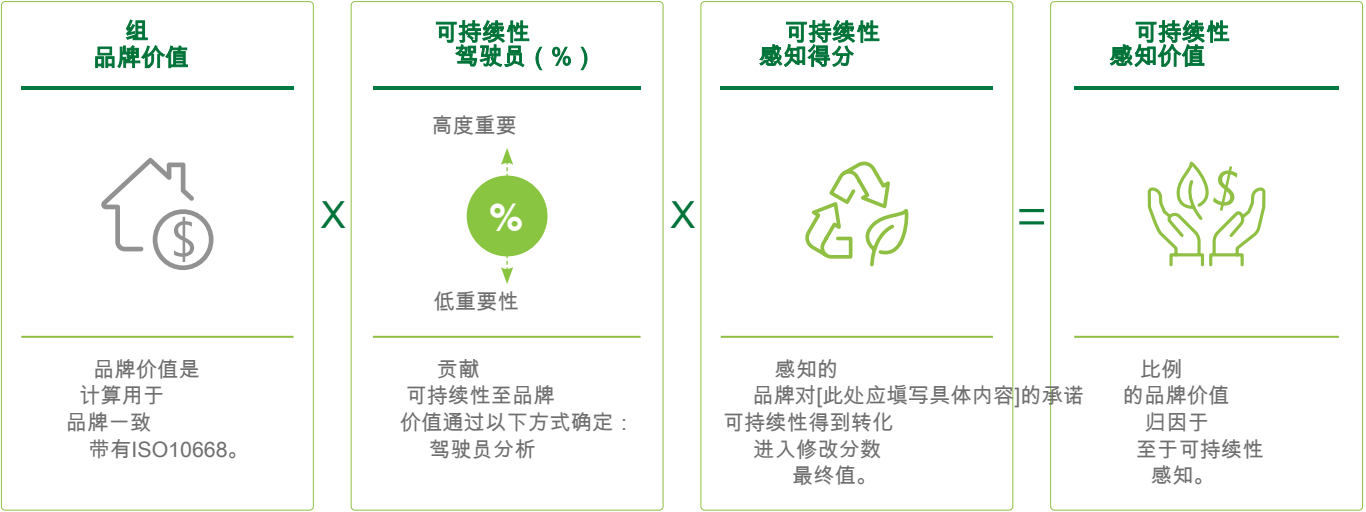 组
品牌价值
品牌价值是
计算用于
品牌一致
带有ISO10668。
X
可持续性
驾驶员（%）
高度重要
%
低重要性
贡献
可持续性至品牌
价值通过以下方式确定：
驾驶员分析
X
可持续性
感知得分
感知的
品牌对[此处应填写具体内容]的承诺
可持续性得到转化
进入修改分数
最终值。
=
可持续性
感知价值
$
比例
的品牌价值
归因于
至于可持续性
感知。